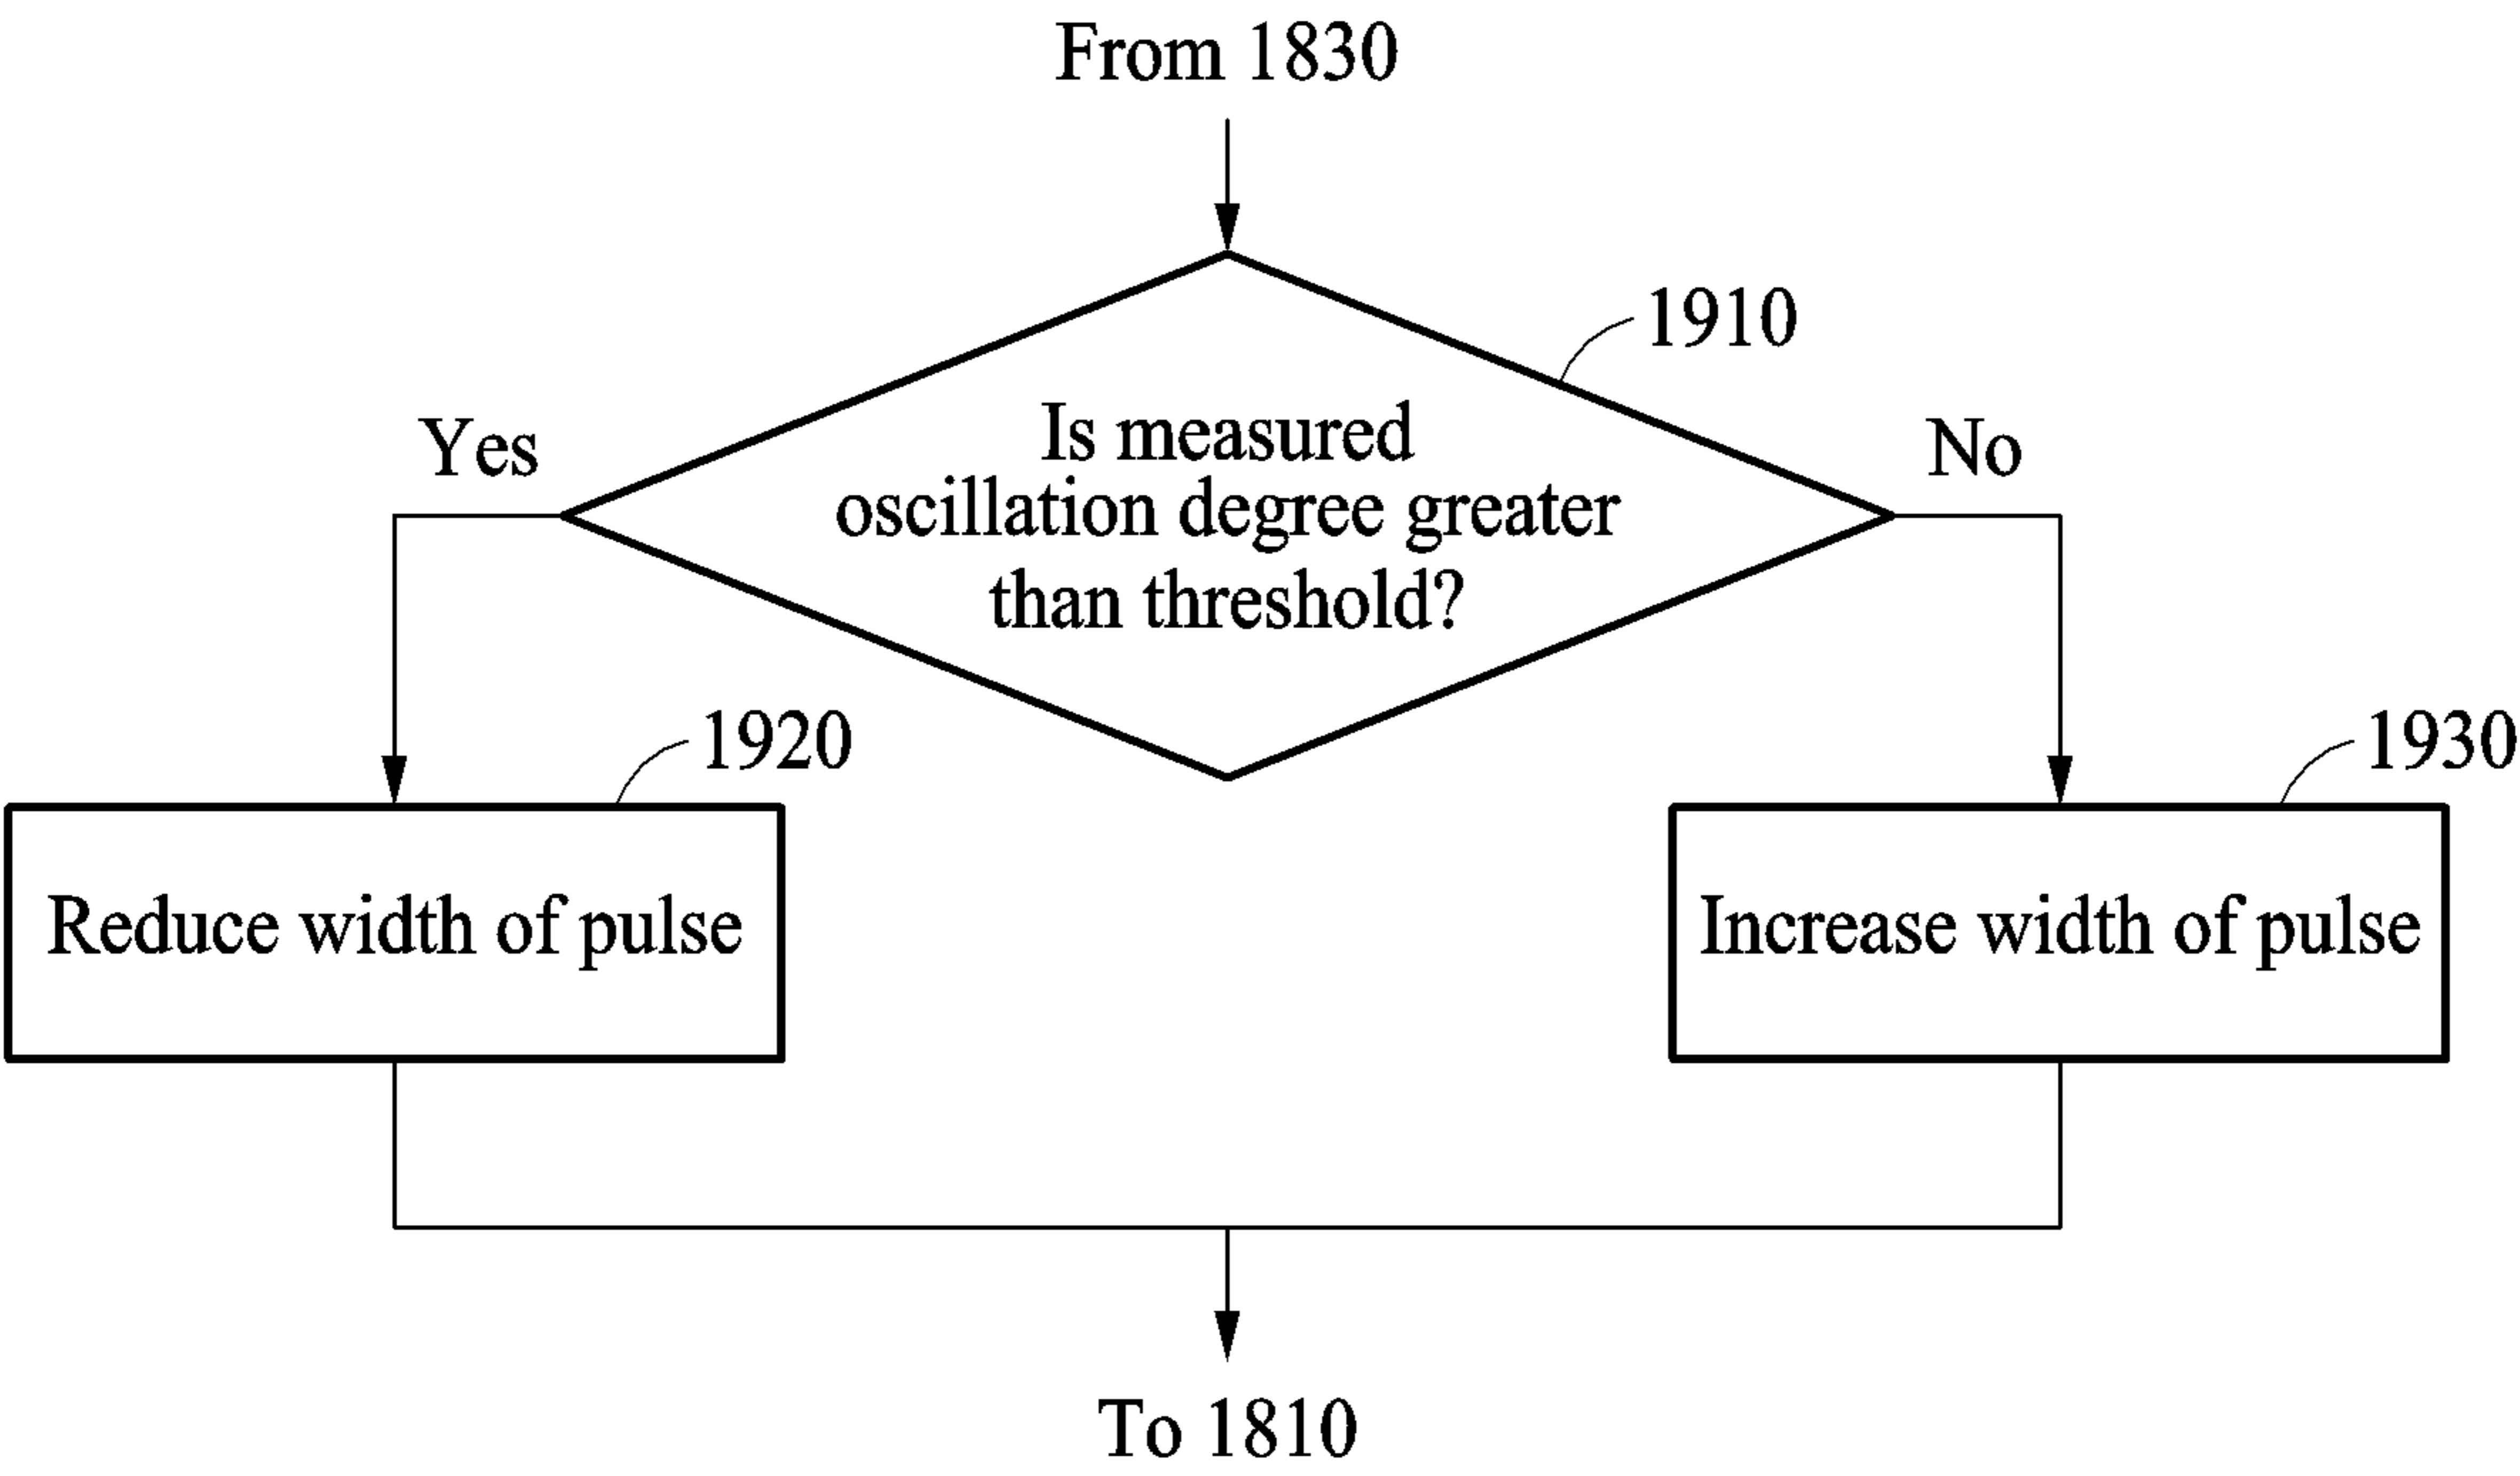 From 1830
1910
Yes
No
Is measured
oscillation degree greater
than threshold?
1920
1930
Reduce width of pulse
Increase width of pulse
To 1810